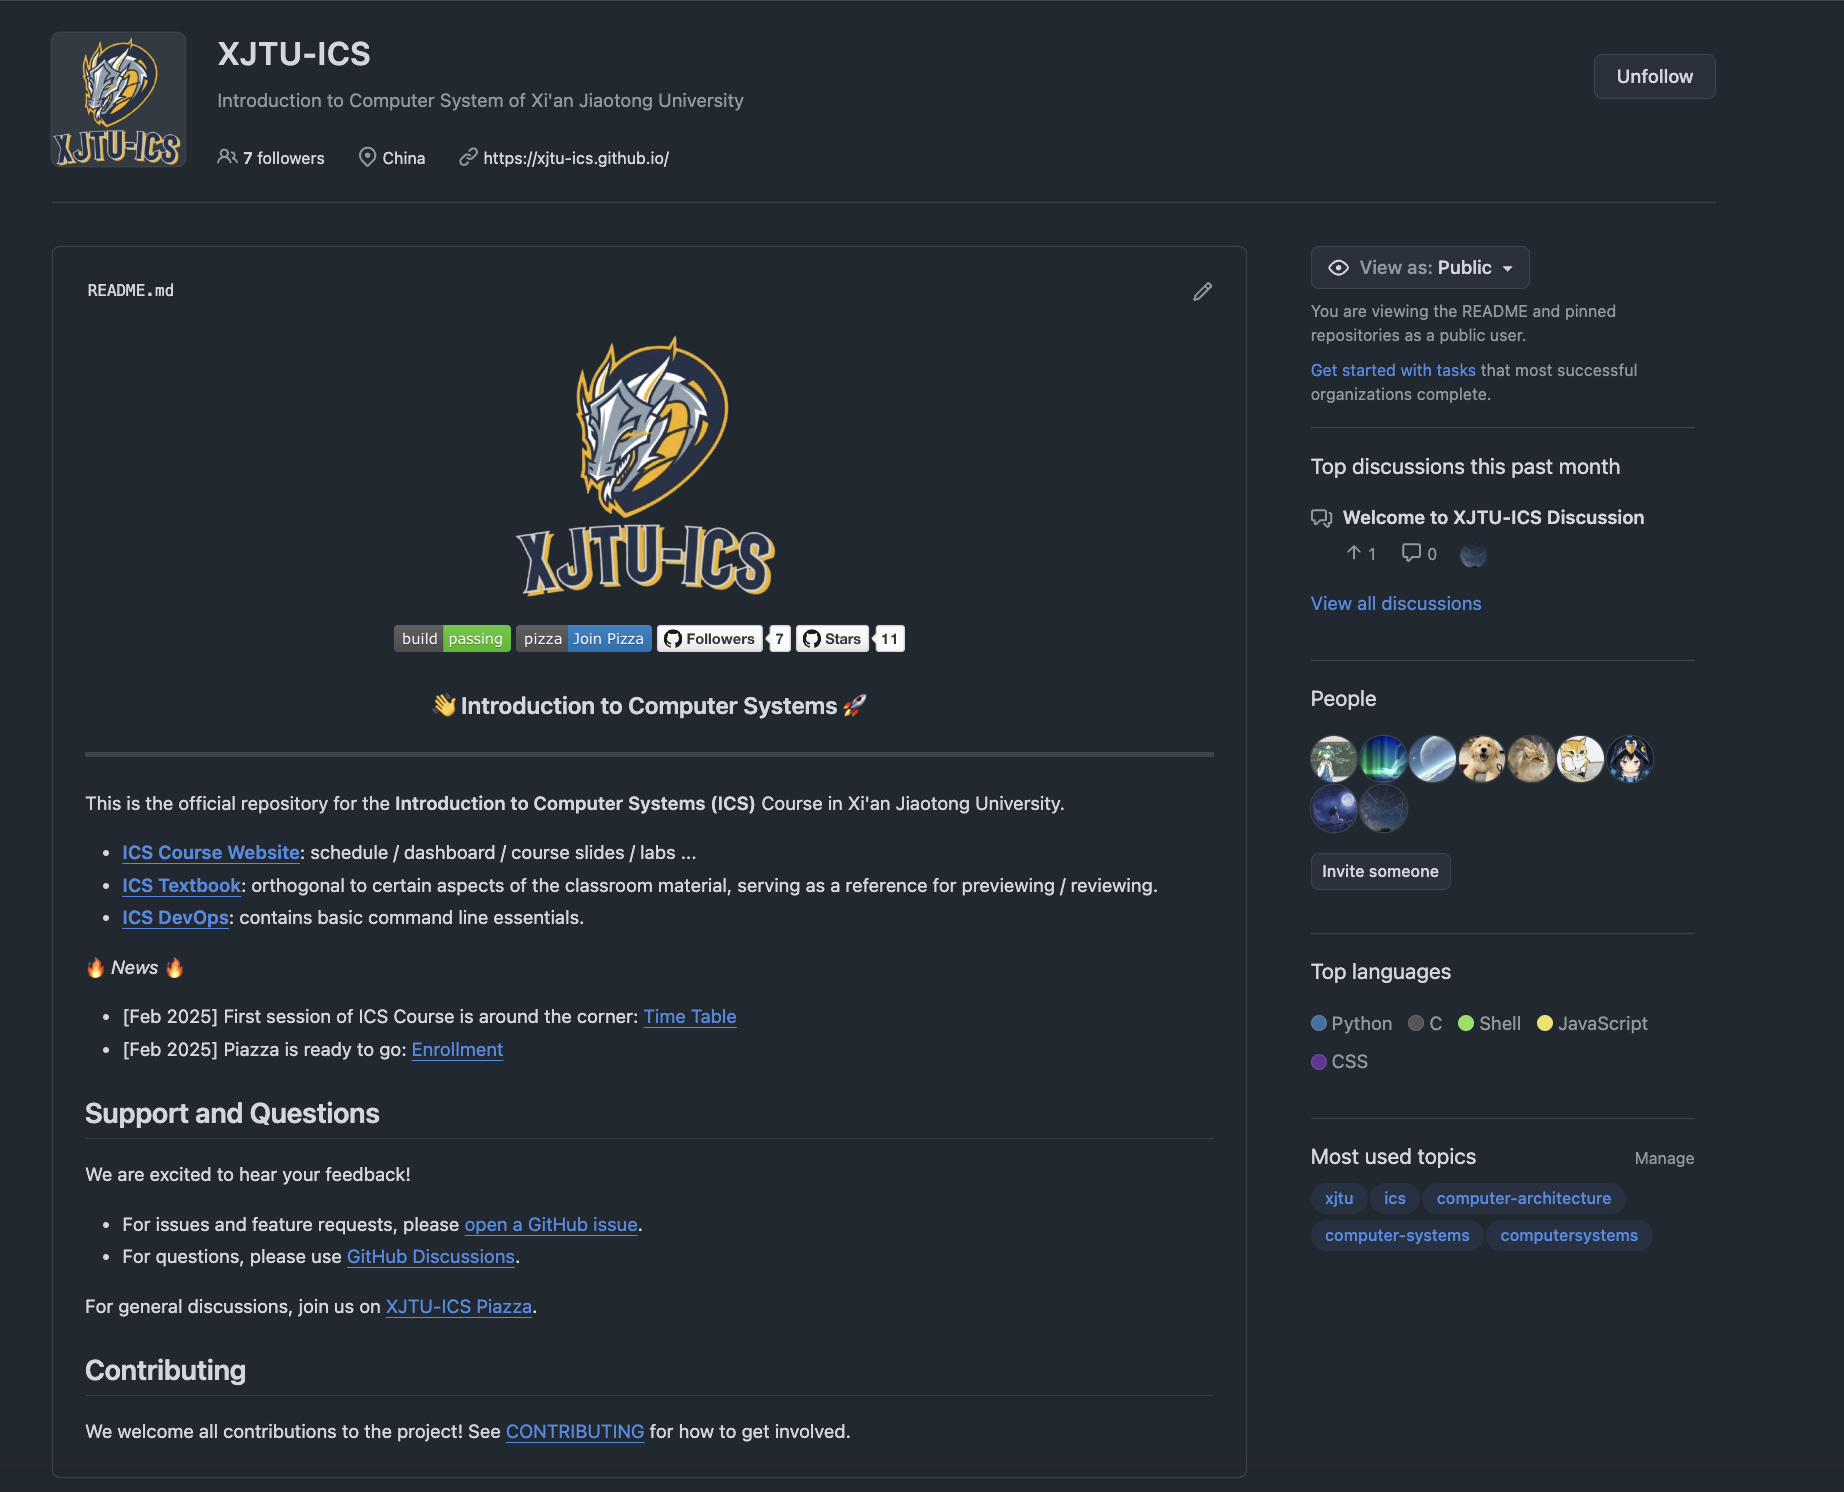 XJTU-ICS
XJTU-ICS
Introduction to Computer System of Xi'an Jiaotong University
7 followers China https://xjtu-ics.github.io/
Unfollow
README.md
XJTU-ICS
build passing pizza Join Pizza Followers 7 Stars 11
👋 Introduction to Computer Systems 🚀
This is the official repository for the Introduction to Computer Systems (ICS) Course in Xi'an Jiaotong University.
• ICS Course Website: schedule / dashboard / course slides / labs ...
• ICS Textbook: orthogonal to certain aspects of the classroom material, serving as a reference for previewing / reviewing.
• ICS DevOps: contains basic command line essentials.
🔥 News 🔥
• [Feb 2025] First session of ICS Course is around the corner: Time Table
• [Feb 2025] Piazza is ready to go: Enrollment
Support and Questions
We are excited to hear your feedback!
• For issues and feature requests, please open a GitHub issue.
• For questions, please use GitHub Discussions.
For general discussions, join us on XJTU-ICS Piazza.
Contributing
We welcome all contributions to the project! See CONTRIBUTING for how to get involved.
View as: Public
You are viewing the README and pinned
repositories as a public user.
Get started with tasks that most successful
organizations complete.
Top discussions this past month
Welcome to XJTU-ICS Discussion
1 0
View all discussions
People
Invite someone
Top languages
Python C Shell JavaScript
CSS
Most used topics Manage
xjtu ics computer-architecture
computer-systems computersystems